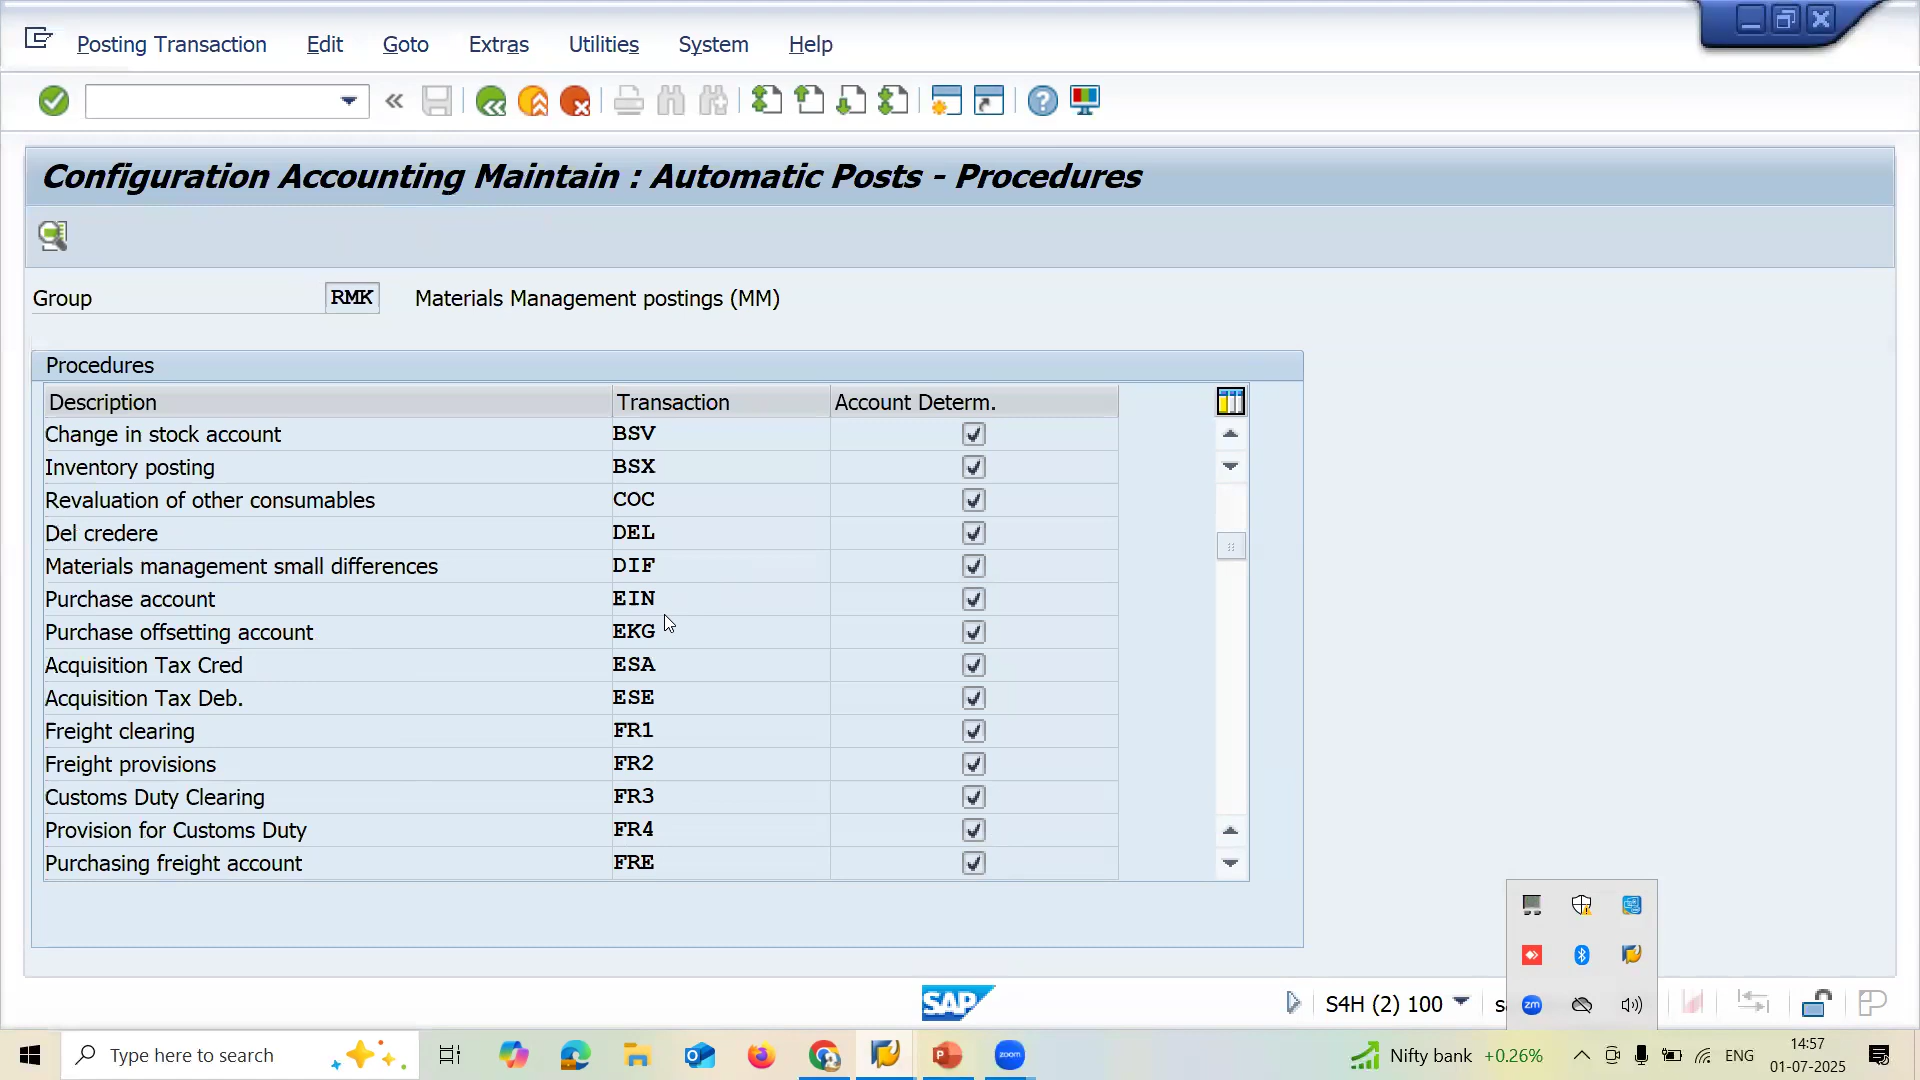 Posting Transaction Edit Goto Extras Utilities System Help
Configuration Accounting Maintain : Automatic Posts - Procedures
Group RMK Materials Management postings (MM)
Procedures
Description Transaction Account Determ.
Change in stock account BSV
Inventory posting BSX
Revaluation of other consumables COC
Del credere DEL
Materials management small differences DIF
Purchase account EIN
Purchase offsetting account EKG
Acquisition Tax Cred ESA
Acquisition Tax Deb. ESE
Freight clearing FR1
Freight provisions FR2
Customs Duty Clearing FR3
Provision for Customs Duty FR4
Purchasing freight account FRE
SAP S4H (2) 100 zm
Type here to search zoom Nifty bank +0.26% ENG 14:57
01-07-2025